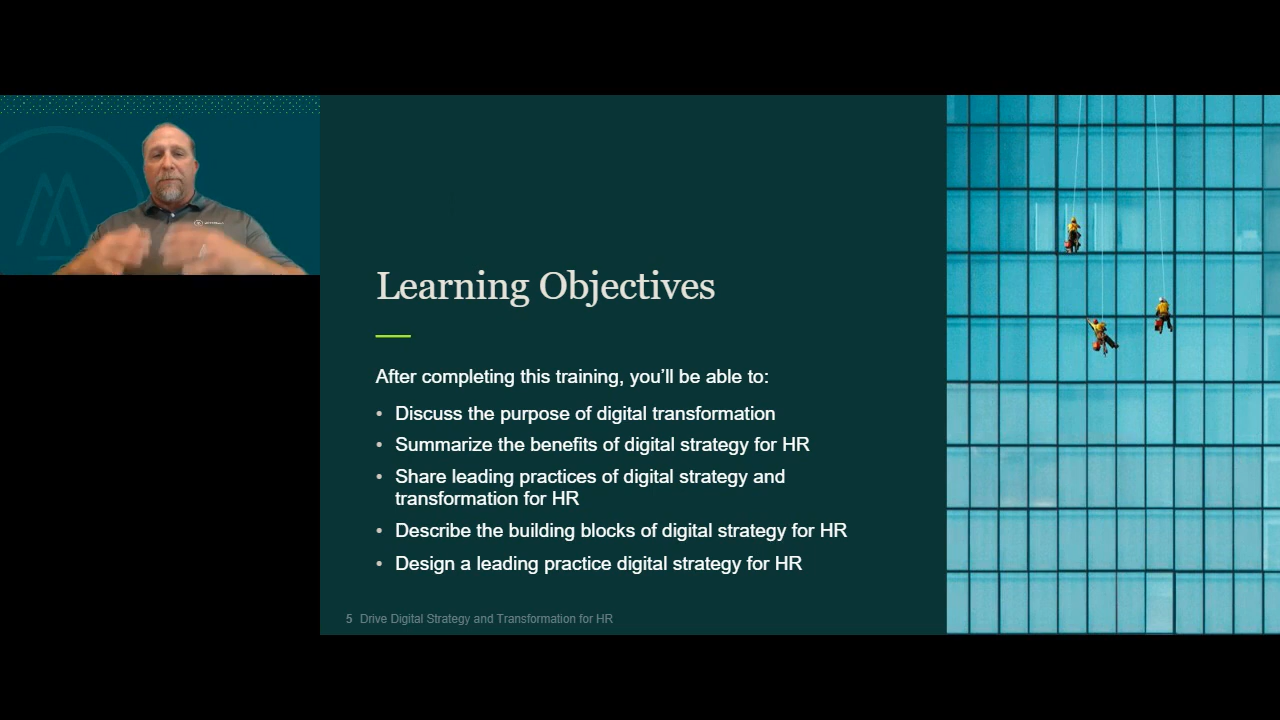 Learning Objectives
After completing this training, you’ll be able to:
• Discuss the purpose of digital transformation
• Summarize the benefits of digital strategy for HR
• Share leading practices of digital strategy and
transformation for HR
• Describe the building blocks of digital strategy for HR
• Design a leading practice digital strategy for HR
5 Drive Digital Strategy and Transformation for HR